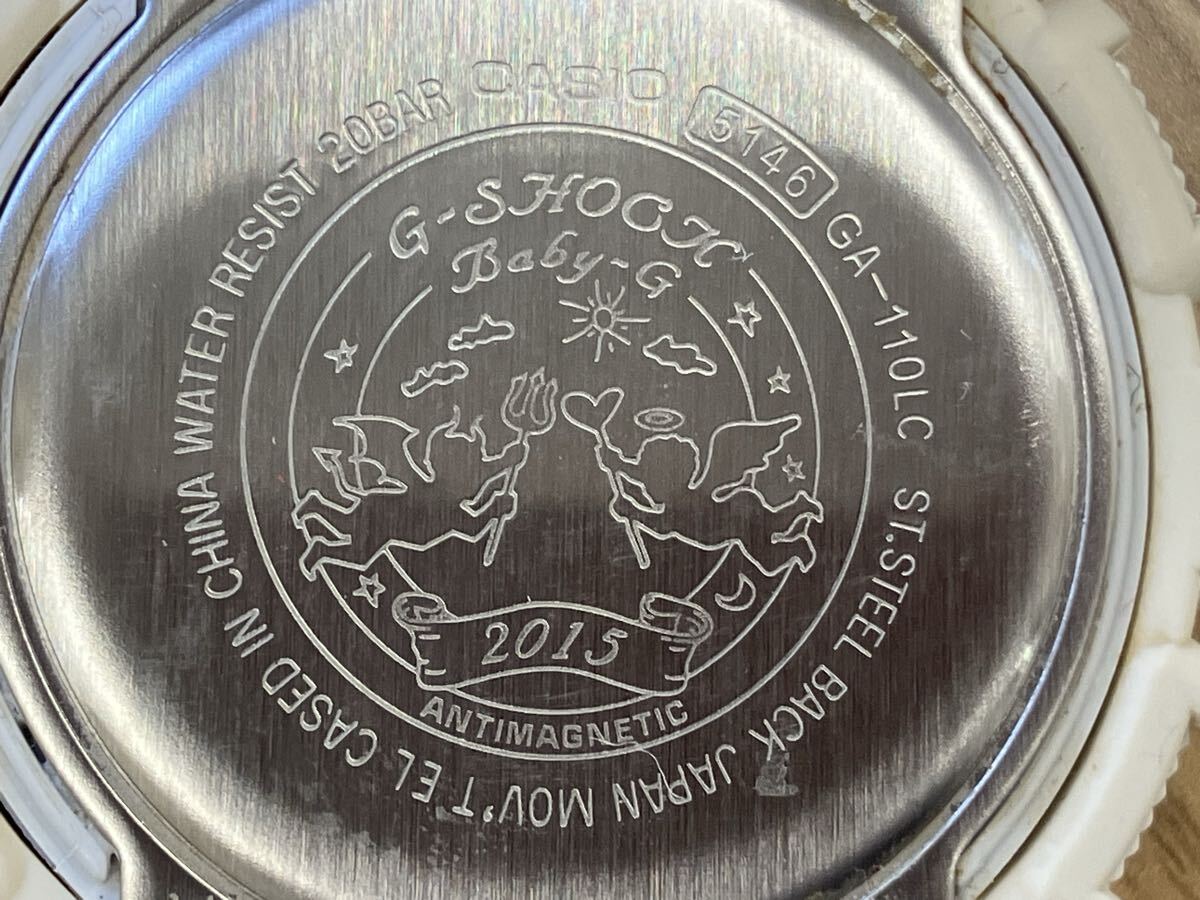 CASIO 5146 GA-110LC ST.STEEL BACK JAPAN MOV'T EL CASED IN CHINA WATER RESIST 20BAR
G-SHOCK
Baby-G
2015
ANTIMAGNETIC